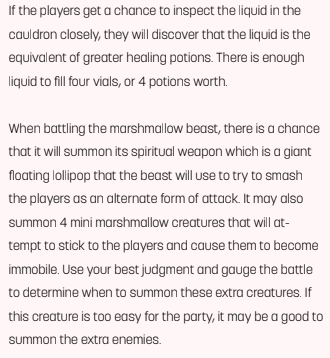 If the players get a chance to inspect the liquid in the
cauldron closely, they will discover that the liquid is the
equivalent of greater healing potions. There is enough
liquid to fill four vials, or 4 potions worth.

When battling the marshmallow beast, there is a chance
that it will summon its spiritual weapon which is a giant
floating lollipop that the beast will use to try to smash
the players as an alternate form of attack. It may also
summon 4 mini marshmallow creatures that will at-
tempt to stick to the players and cause them to become
immobile. Use your best judgment and gauge the battle
to determine when to summon these extra creatures. If
this creature is too easy for the party, it may be a good to
summon the extra enemies.